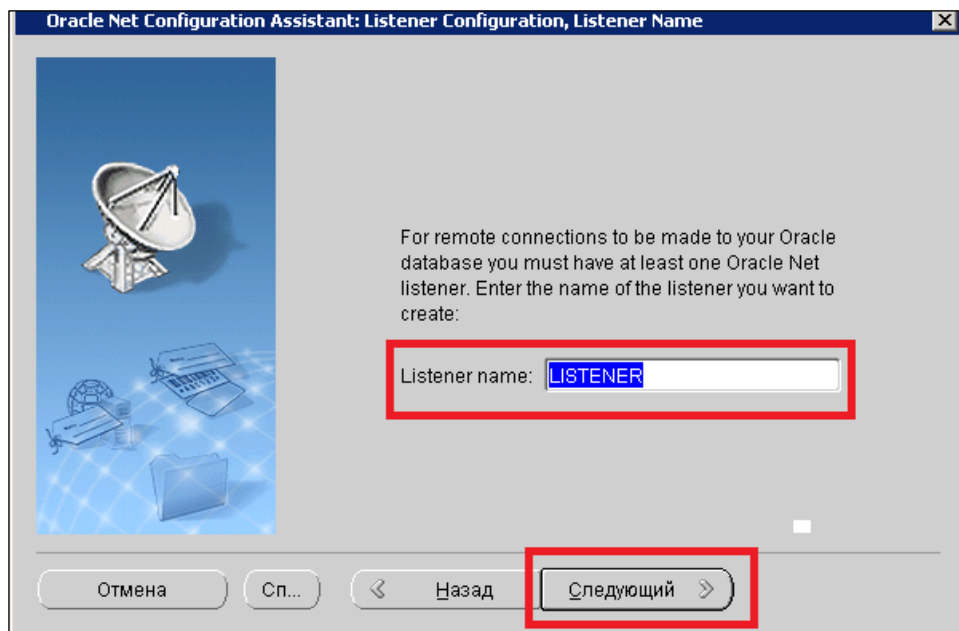 Oracle Net Configuration Assistant: Listener Configuration, Listener Name
For remote connections to be made to your Oracle
database you must have at least one Oracle Net
listener. Enter the name of the listener you want to
create:
Listener name: LISTENER
Отмена Сп... Назад Следующий